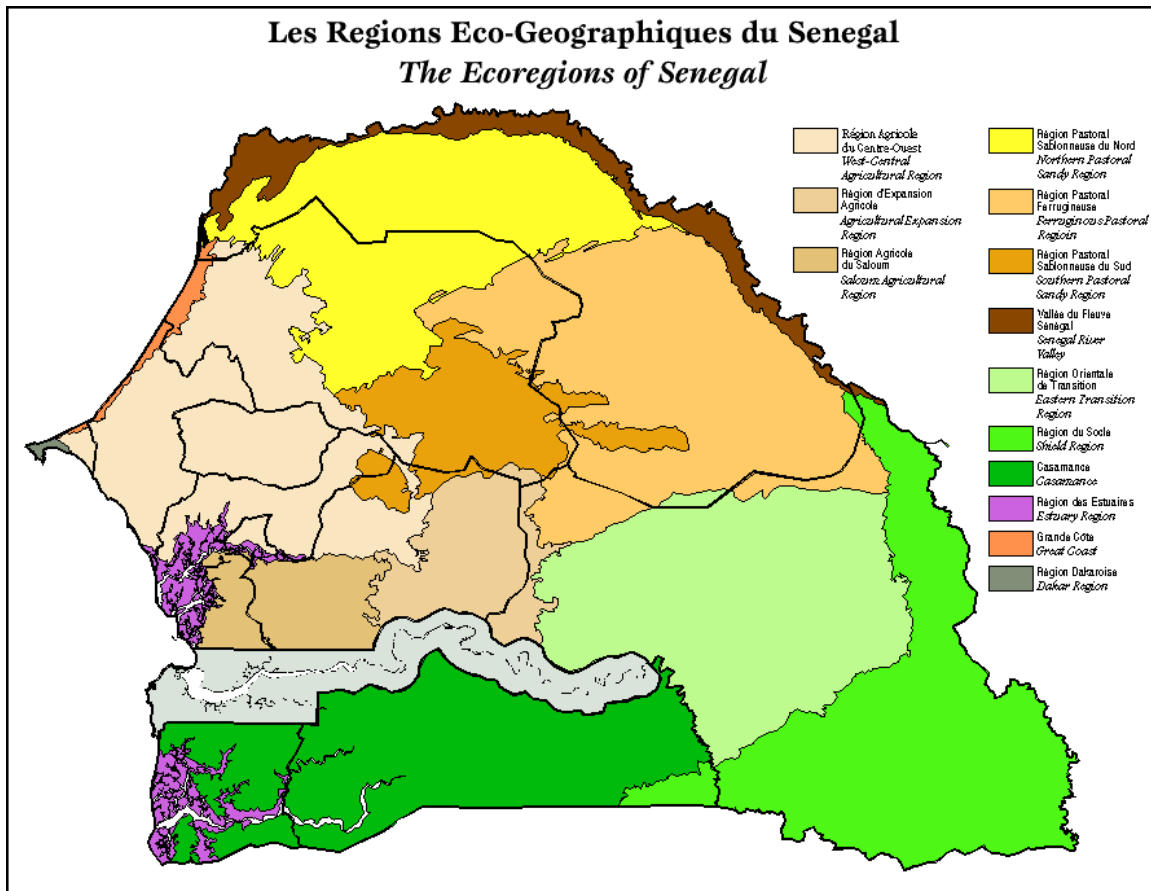 Les Regions Eco-Geographiques du Senegal
The Ecoregions of Senegal
Région Agricole
du Centre-Ouest
West-Central
Agricultural Region
Région d'Expansion
Agricole
Agricultural Expansion
Region
Région Agricole
du Saloum
Saloum Agricultural
Region
Région Pastoral
Sablonneuse du Nord
Northern Pastoral
Sandy Region
Région Pastoral
Ferrugineuse
Ferruginous Pastoral
Regioin
Région Pastoral
Sablonneuse du Sud
Southern Pastoral
Sandy Region
Vallée du Fleuve
Sénégal
Senegal River
Valley
Région Orientale
de Transition
Eastern Transition
Region
Région du Socle
Shield Region
Casamance
Casamance
Région des Estuaires
Estuary Region
Grande Côte
Great Coast
Région Dakaroise
Dakar Region